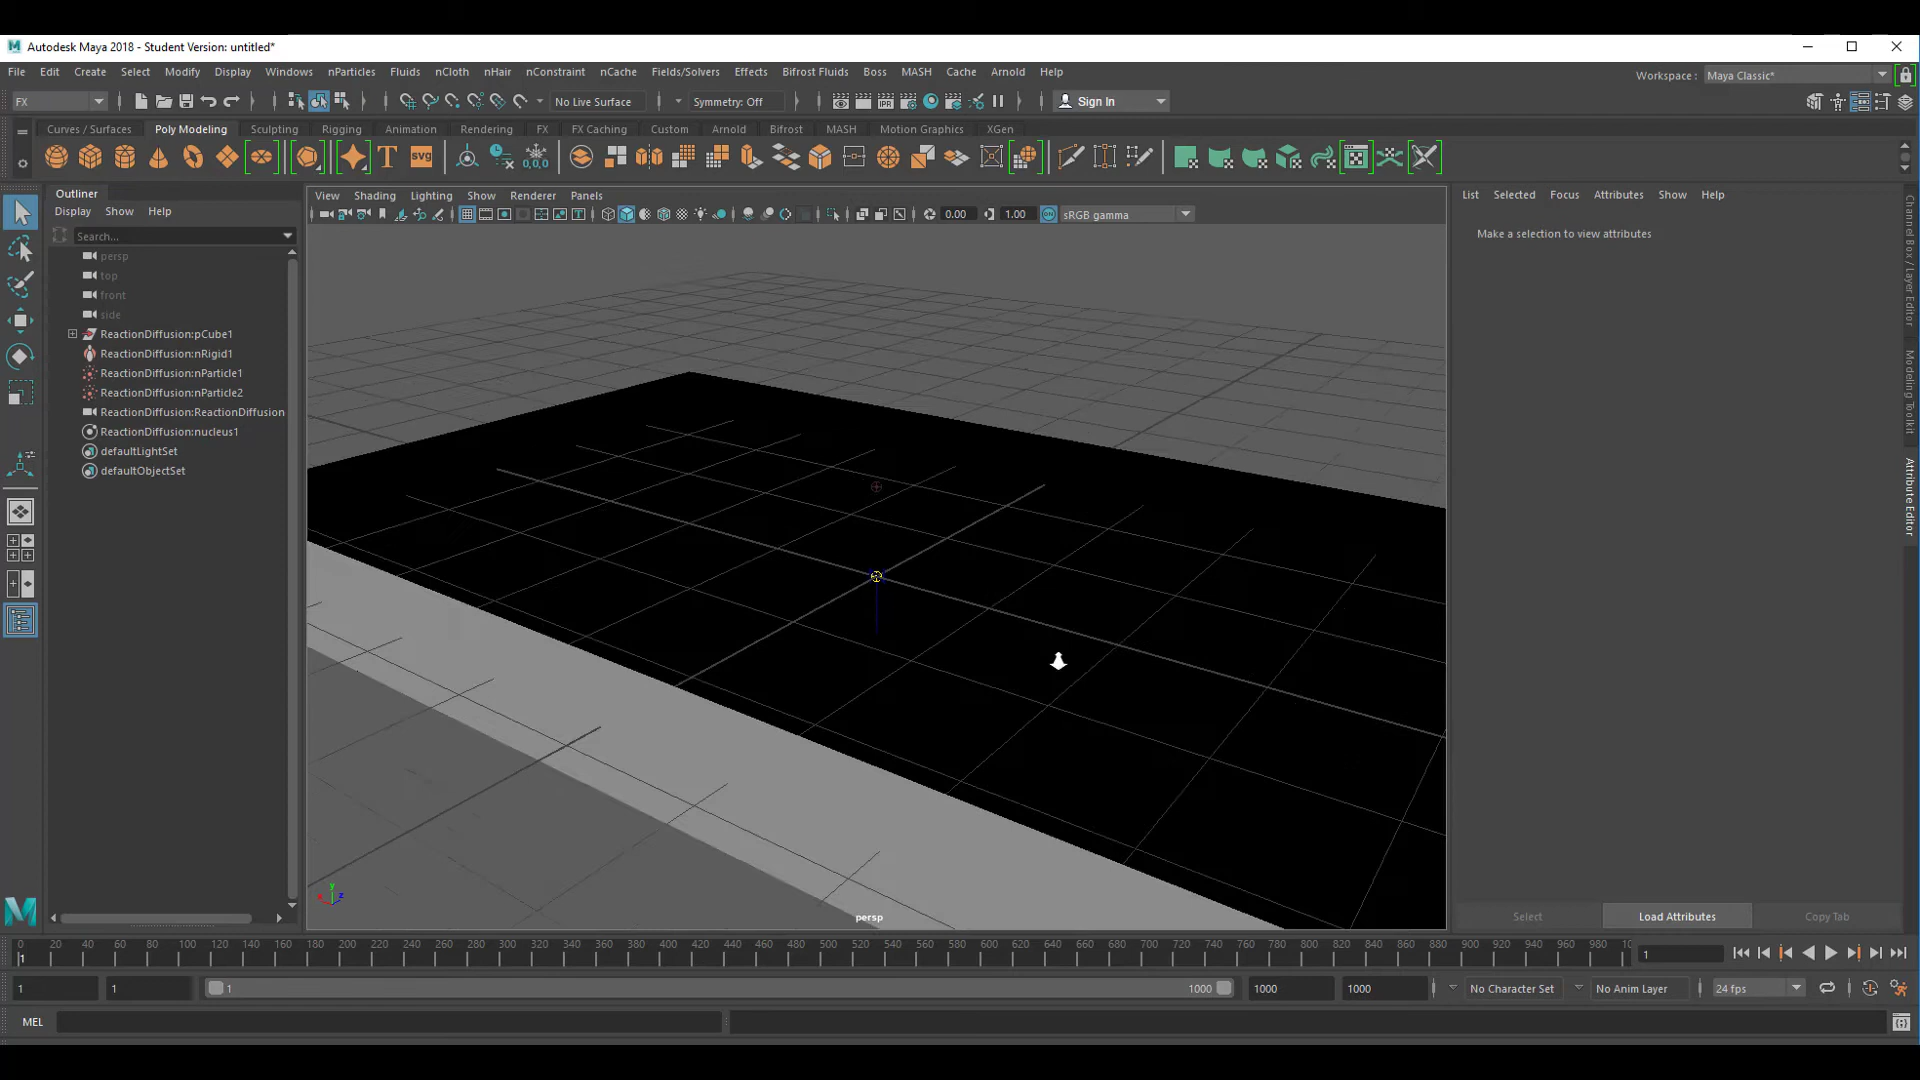 Autodesk Maya 2018 - Student Version: untitled*
File Edit Create Select Modify Display Windows nParticles Fluids nCloth nHair nConstraint nCache Fields/Solvers Effects Bifrost Fluids Boss MASH Cache Arnold Help
Workspace : Maya Classic*
FX No Live Surface Symmetry: Off Sign In
Curves / Surfaces Poly Modeling Sculpting Rigging Animation Rendering FX FX Caching Custom Arnold Bifrost MASH Motion Graphics XGen
T SVG 0,0,0
Outliner
Display Show Help
Search...
persp
top
front
side
ReactionDiffusion:pCube1
ReactionDiffusion:nRigid1
ReactionDiffusion:nParticle1
ReactionDiffusion:nParticle2
ReactionDiffusion:ReactionDiffusion
ReactionDiffusion:nucleus1
defaultLightSet
defaultObjectSet
View Shading Lighting Show Renderer Panels
0.00 1.00 ON sRGB gamma
y
x z
persp
List Selected Focus Attributes Show Help
Make a selection to view attributes
Channel Box / Layer Editor
Modeling Toolkit
Attribute Editor
Select Load Attributes Copy Tab
0 20 40 60 80 100 120 140 160 180 200 220 240 260 280 300 320 340 360 380 400 420 440 460 480 500 520 540 560 580 600 620 640 660 680 700 720 740 760 780 800 820 840 860 880 900 920 940 960 980 100
1
1
1 1 1 1000 1000 1000 No Character Set No Anim Layer 24 fps
MEL